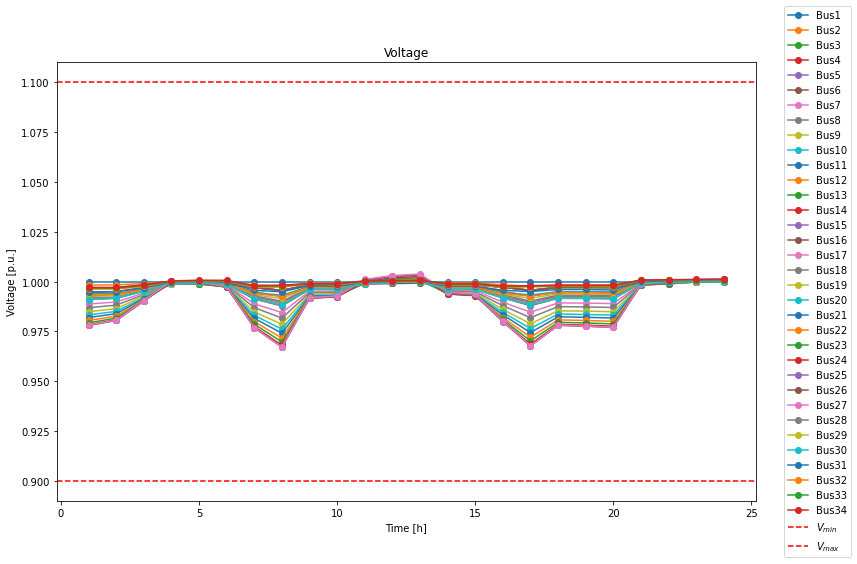 Voltage
Voltage [p.u.]
1.100
1.075
1.050
1.025
1.000
0.975
0.950
0.925
0.900
0
5
10
15
20
25
Time [h]
Bus1
Bus2
Bus3
Bus4
Bus5
Bus6
Bus7
Bus8
Bus9
Bus10
Bus11
Bus12
Bus13
Bus14
Bus15
Bus16
Bus17
Bus18
Bus19
Bus20
Bus21
Bus22
Bus23
Bus24
Bus25
Bus26
Bus27
Bus28
Bus29
Bus30
Bus31
Bus32
Bus33
Bus34
Vmin
Vmax